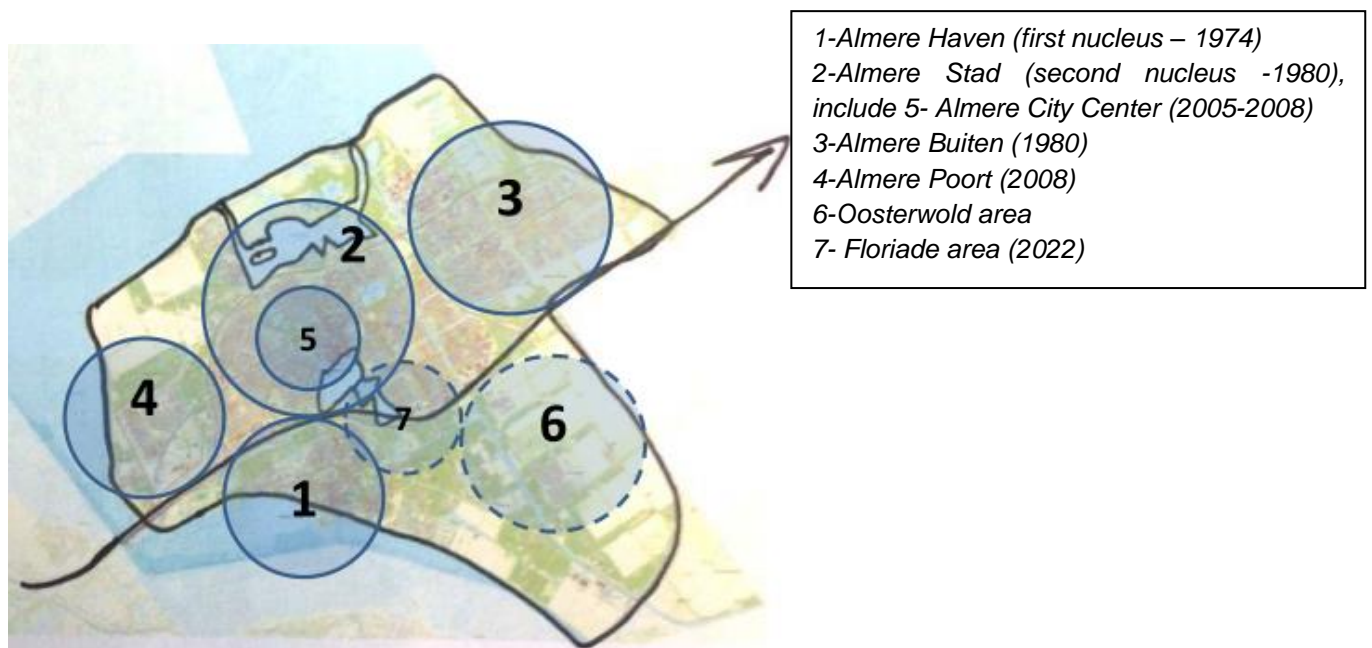 1-Almere Haven (first nucleus – 1974)
2-Almere Stad (second nucleus -1980),
include 5- Almere City Center (2005-2008)
3-Almere Buiten (1980)
4-Almere Poort (2008)
6-Oosterwold area
7- Floriade area (2022)
3
2
5
4
7
6
1